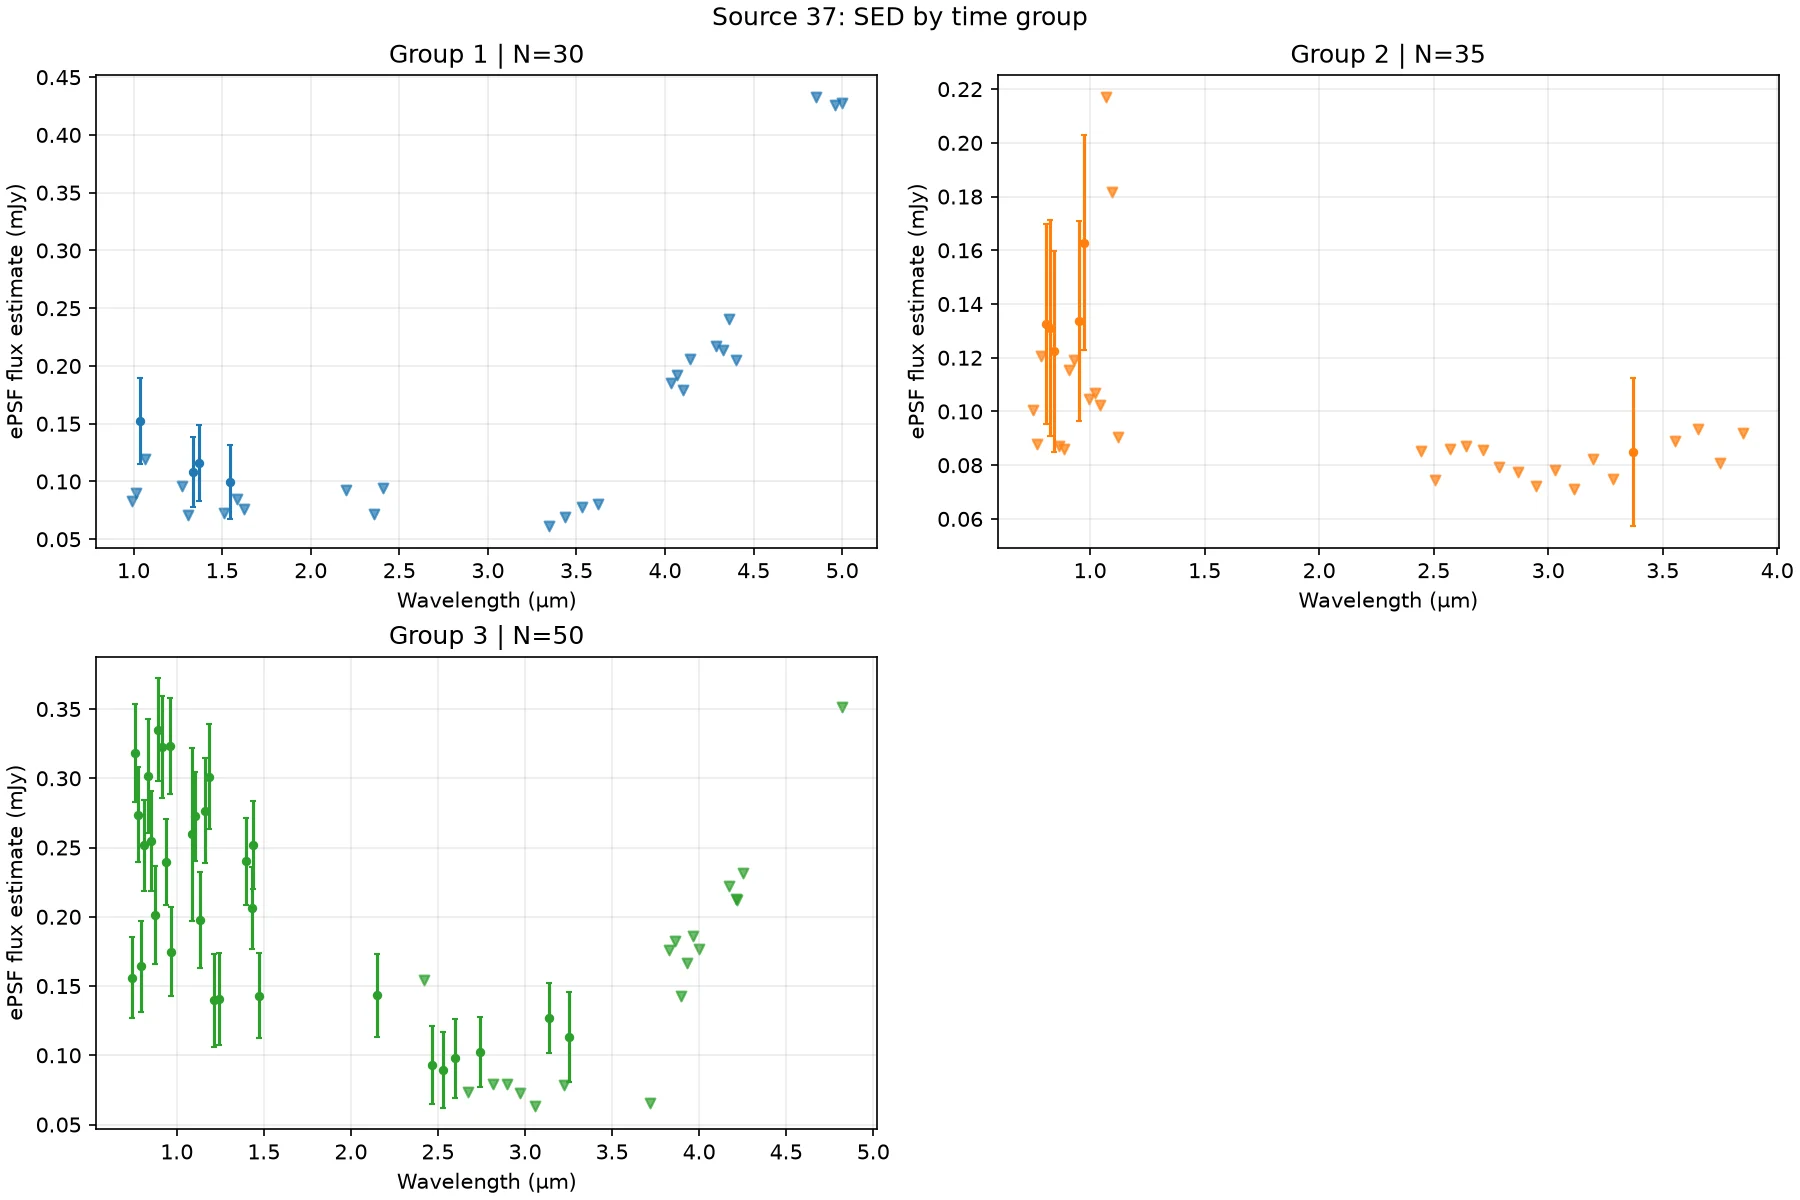 Source 37: SED by time group
Group 1 | N=30
0.45
0.40
0.35
0.30
0.25
0.20
0.15
0.10
0.05
ePSF flux estimate (mJy)
1.0 1.5 2.0 2.5 3.0 3.5 4.0 4.5 5.0
Wavelength (µm)
Group 2 | N=35
0.22
0.20
0.18
0.16
0.14
0.12
0.10
0.08
0.06
ePSF flux estimate (mJy)
1.0 1.5 2.0 2.5 3.0 3.5 4.0
Wavelength (µm)
Group 3 | N=50
0.35
0.30
0.25
0.20
0.15
0.10
0.05
ePSF flux estimate (mJy)
1.0 1.5 2.0 2.5 3.0 3.5 4.0 4.5 5.0
Wavelength (µm)